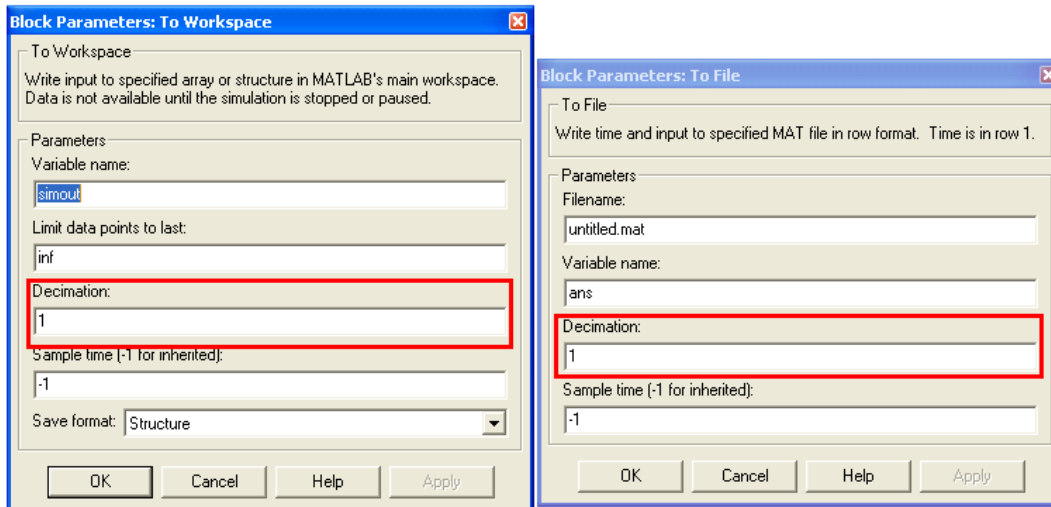 Block Parameters: To Workspace
To Workspace
Write input to specified array or structure in MATLAB's main workspace.
Data is not available until the simulation is stopped or paused.
Parameters
Variable name:
simout
Limit data points to last:
inf
Decimation:
1
Sample time (-1 for inherited):
-1
Save format: Structure
OK Cancel Help Apply
Block Parameters: To File
To File
Write time and input to specified MAT file in row format. Time is in row 1.
Parameters
Filename:
untitled.mat
Variable name:
ans
Decimation:
1
Sample time (-1 for inherited):
-1
OK Cancel Help Apply